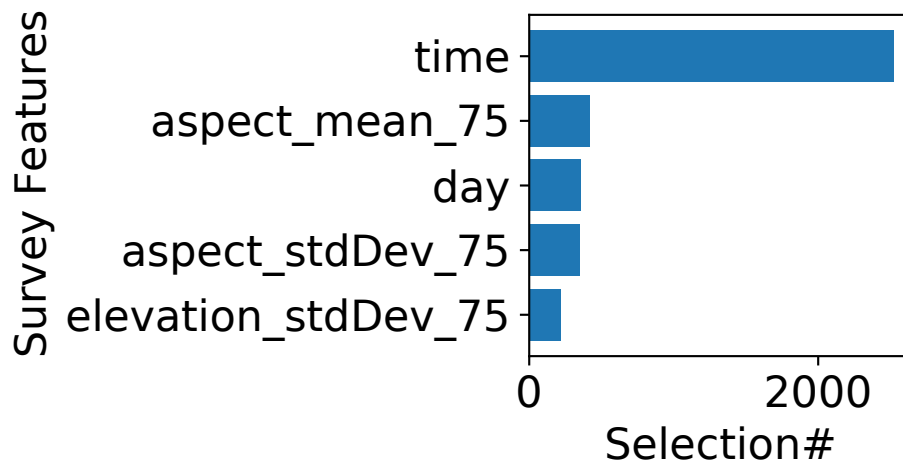 Survey Features
time
aspect_mean_75
day
aspect_stdDev_75
elevation_stdDev_75
0
2000
Selection#